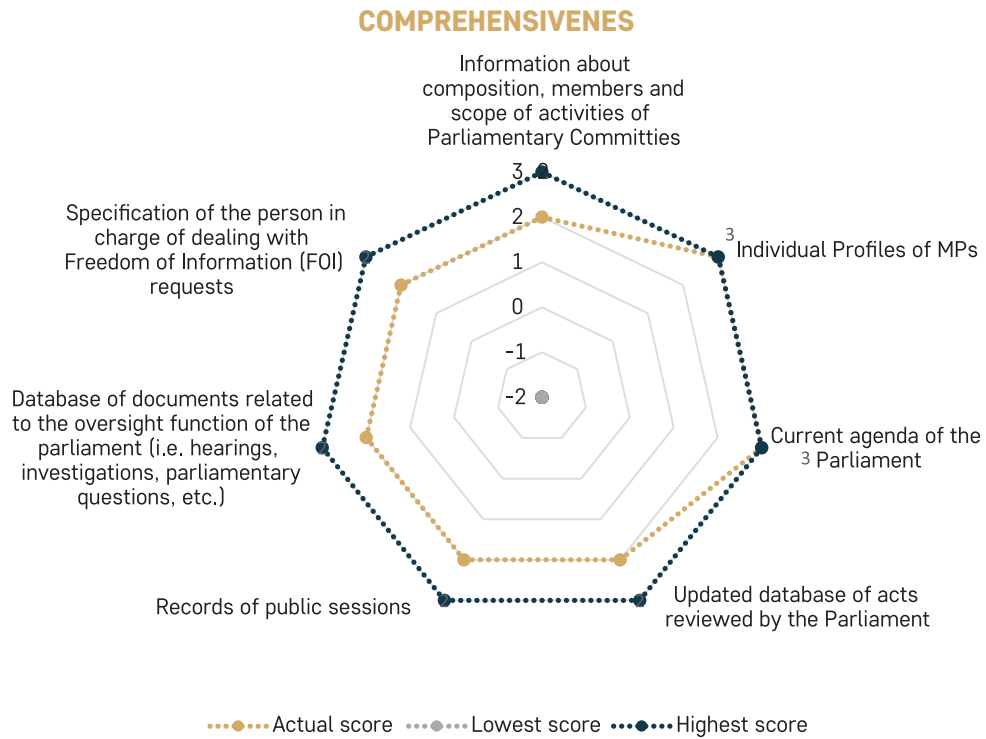 COMPREHENSIVENES
Information about
composition, members and
scope of activities of
Parliamentary Committies
3
2
1
0
-1
-2
3
Individual Profiles of MPs
Current agenda of the
3 Parliament
Updated database of acts
reviewed by the Parliament
Records of public sessions
Database of documents related
to the oversight function of the
parliament (i.e. hearings,
investigations, parliamentary
questions, etc.)
Specification of the person in
charge of dealing with
Freedom of Information (FOI)
requests
Actual score
Lowest score
Highest score